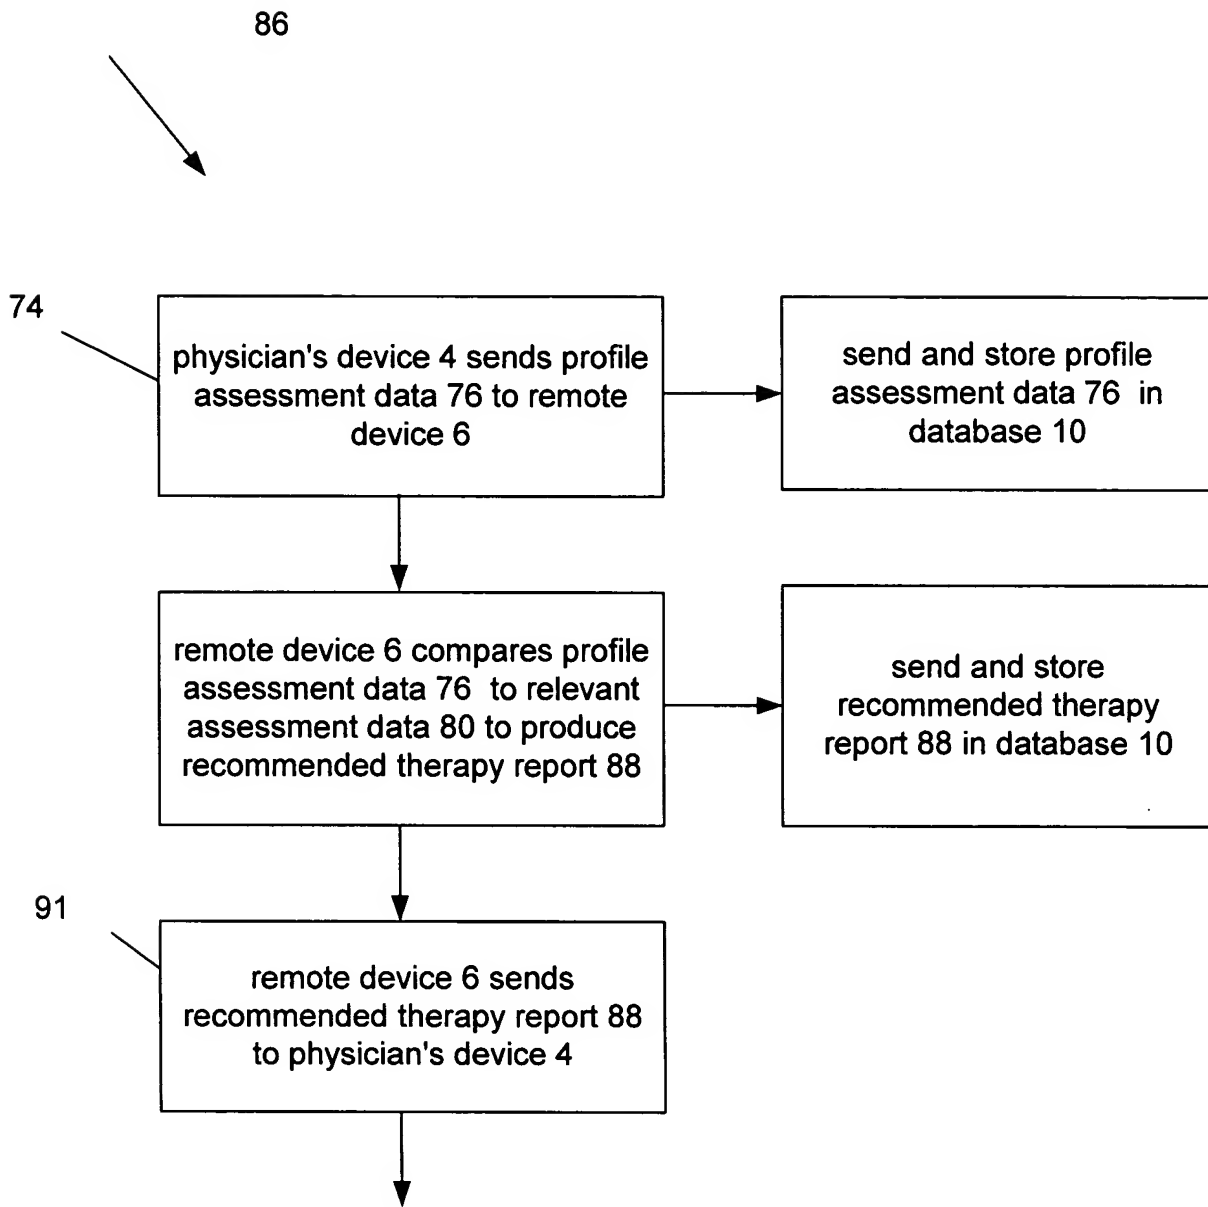 86
74
physician's device 4 sends profile
assessment data 76 to remote
device 6
send and store profile
assessment data 76 in
database 10
remote device 6 compares profile
assessment data 76 to relevant
assessment data 80 to produce
recommended therapy report 88
send and store
recommended therapy
report 88 in database 10
91
remote device 6 sends
recommended therapy report 88
to physician's device 4